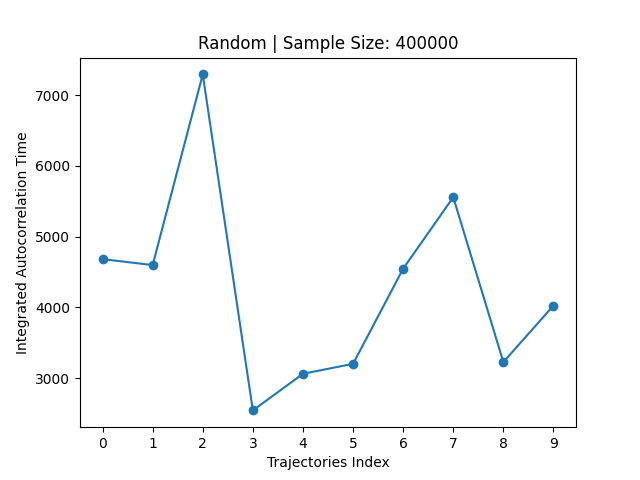 Random | Sample Size: 400000
Integrated Autocorrelation Time
7000
6000
5000
4000
3000
0 1 2 3 4 5 6 7 8 9
Trajectories Index